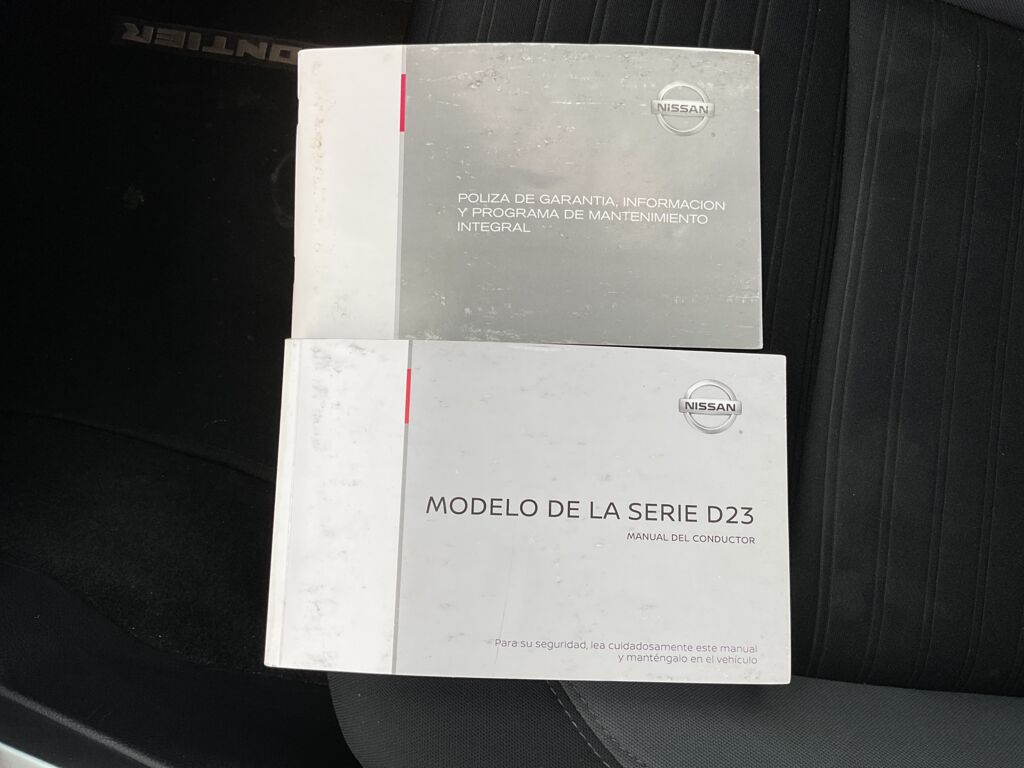 ONTIER
NISSAN
POLIZA DE GARANTIA, INFORMACION
Y PROGRAMA DE MANTENIMIENTO
INTEGRAL
NISSAN
MODELO DE LA SERIE D23
MANUAL DEL CONDUCTOR
Para su seguridad, lea cuidadosamente este manual
y manténgalo en el vehículo